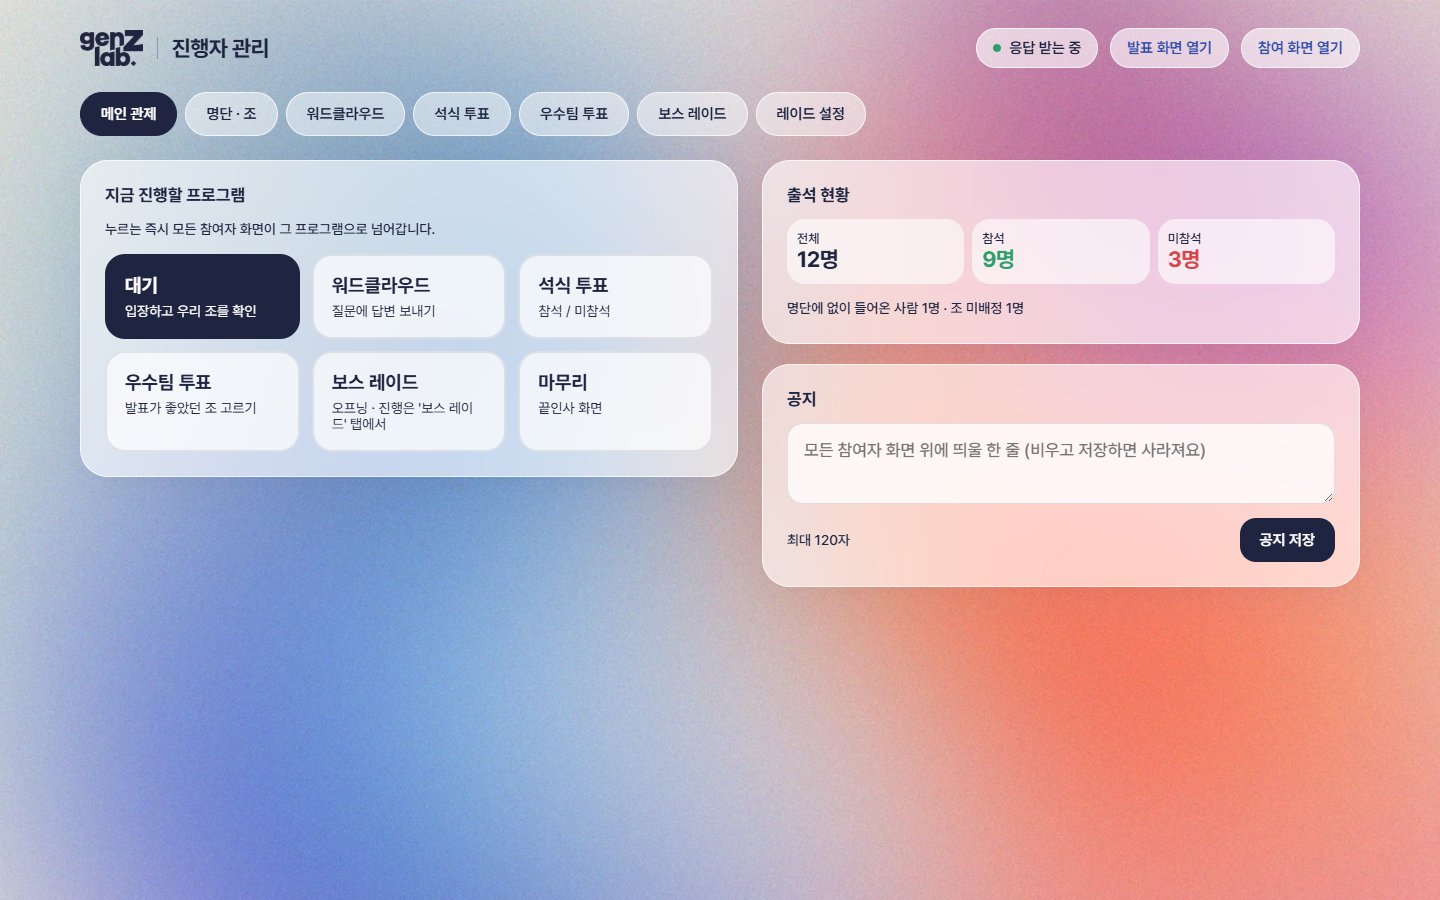 genZ
lab.
진행자 관리
응답 받는 중
발표 화면 열기
참여 화면 열기
메인 관제
명단 · 조
워드클라우드
석식 투표
우수팀 투표
보스 레이드
레이드 설정
지금 진행할 프로그램
누르는 즉시 모든 참여자 화면이 그 프로그램으로 넘어갑니다.
대기
입장하고 우리 조를 확인
워드클라우드
질문에 답변 보내기
석식 투표
참석 / 미참석
우수팀 투표
발표가 좋았던 조 고르기
보스 레이드
오프닝 · 진행은 '보스 레이
드' 탭에서
마무리
끝인사 화면
출석 현황
전체
12명
참석
9명
미참석
3명
명단에 없이 들어온 사람 1명 · 조 미배정 1명
공지
모든 참여자 화면 위에 띄울 한 줄 (비우고 저장하면 사라져요)
최대 120자
공지 저장